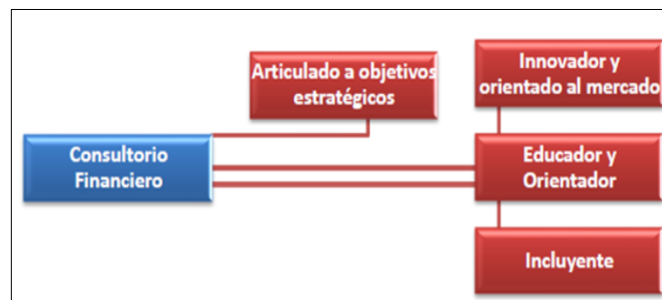 Articulado a objetivos
estratégicos
Innovador y
orientado al mercado
Consultorio
Financiero
Educador y
Orientador
Incluyente